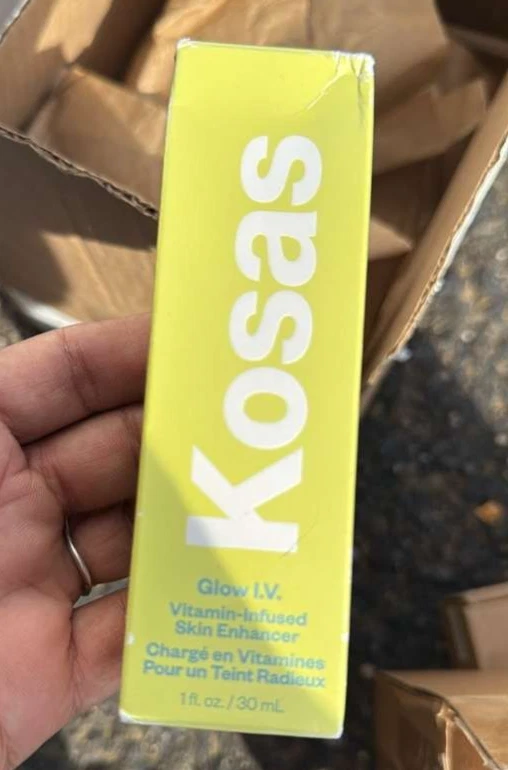 Kosas
Glow I.V.
Vitamin-Infused
Skin Enhancer
Chargé en Vitamines
Pour un Teint Radieux
1 fl. oz. / 30 mL